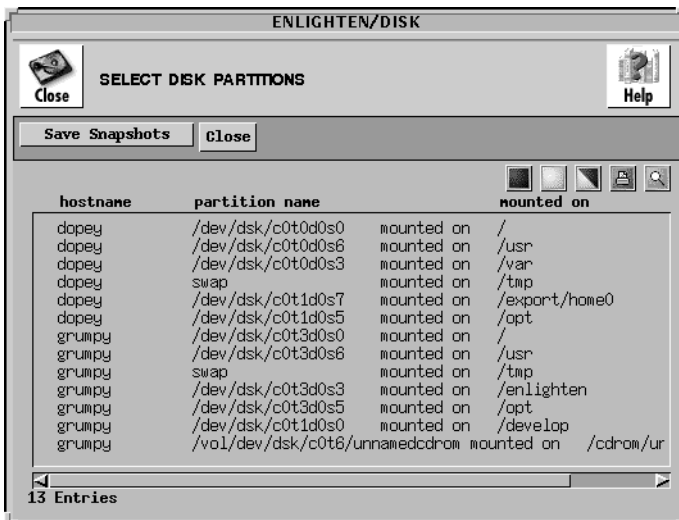 ENLIGHTEN/DISK
Close
SELECT DISK PARTITIONS
Help
Save Snapshots Close
hostname partition name mounted on
dopey /dev/dsk/c0t0d0s0 mounted on /
dopey /dev/dsk/c0t0d0s6 mounted on /usr
dopey /dev/dsk/c0t0d0s3 mounted on /var
dopey swap mounted on /tmp
dopey /dev/dsk/c0t1d0s7 mounted on /export/home0
dopey /dev/dsk/c0t1d0s5 mounted on /opt
grumpy /dev/dsk/c0t3d0s0 mounted on /
grumpy /dev/dsk/c0t3d0s6 mounted on /usr
grumpy swap mounted on /tmp
grumpy /dev/dsk/c0t3d0s3 mounted on /enlighten
grumpy /dev/dsk/c0t3d0s5 mounted on /opt
grumpy /dev/dsk/c0t1d0s0 mounted on /develop
grumpy /vol/dev/dsk/c0t6/unnamedcdrom mounted on /cdrom/ur
13 Entries